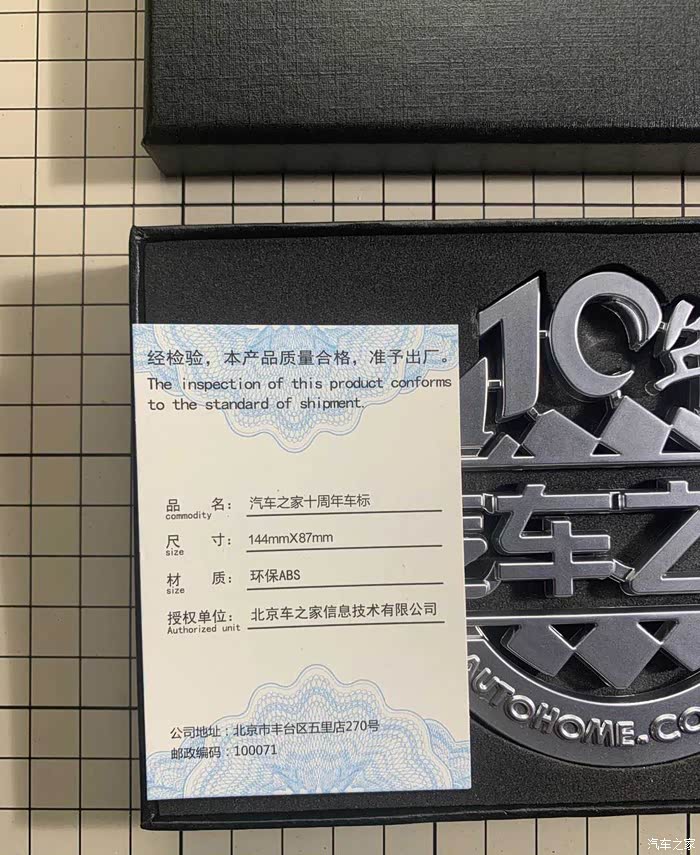 经检验，本产品质量合格，准予出厂。
The inspection of this product conforms
to the standard of shipment.
品 名： 汽车之家十周年车标
commodity
尺 寸： 144mmX87mm
size
材 质： 环保ABS
size
授权单位： 北京车之家信息技术有限公司
Authorized unit
公司地址：北京市丰台区五里店270号
邮政编码：100071
10年
车之
AUTOHOME.CO
汽车之家